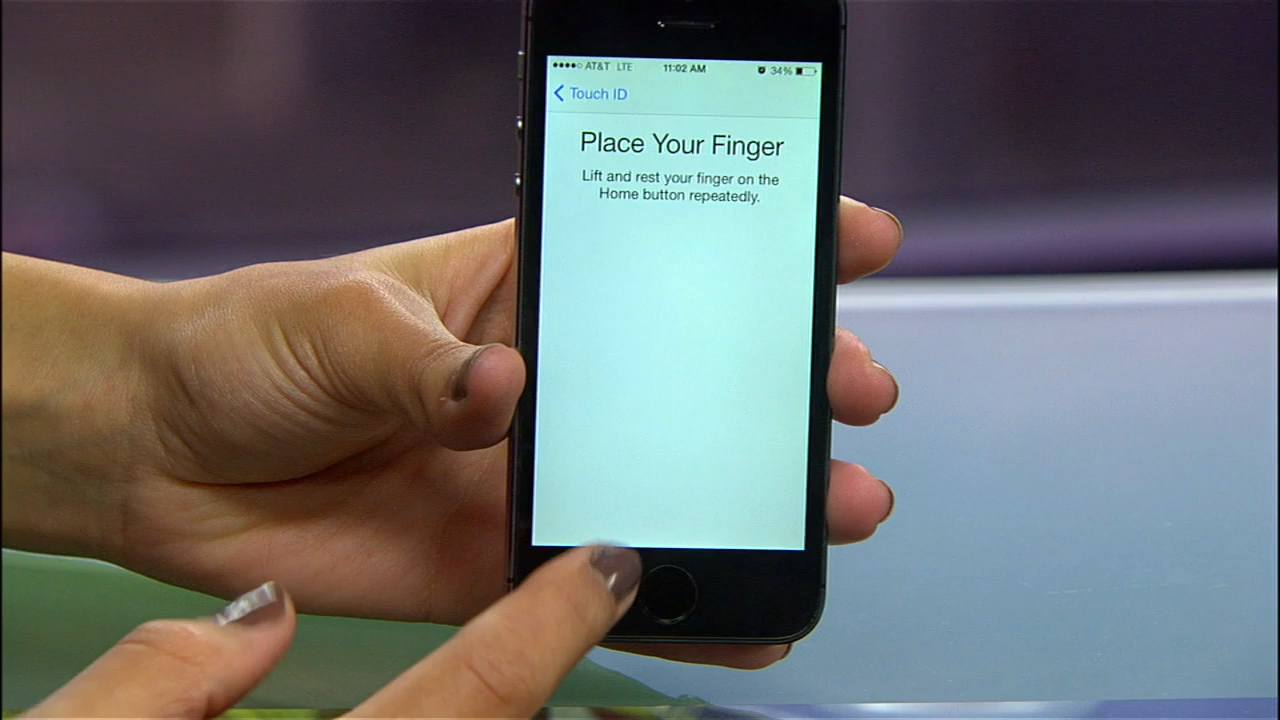 ●●●●○ AT&T LTE 11:02 AM 34%
Touch ID
Place Your Finger
Lift and rest your finger on the
Home button repeatedly.